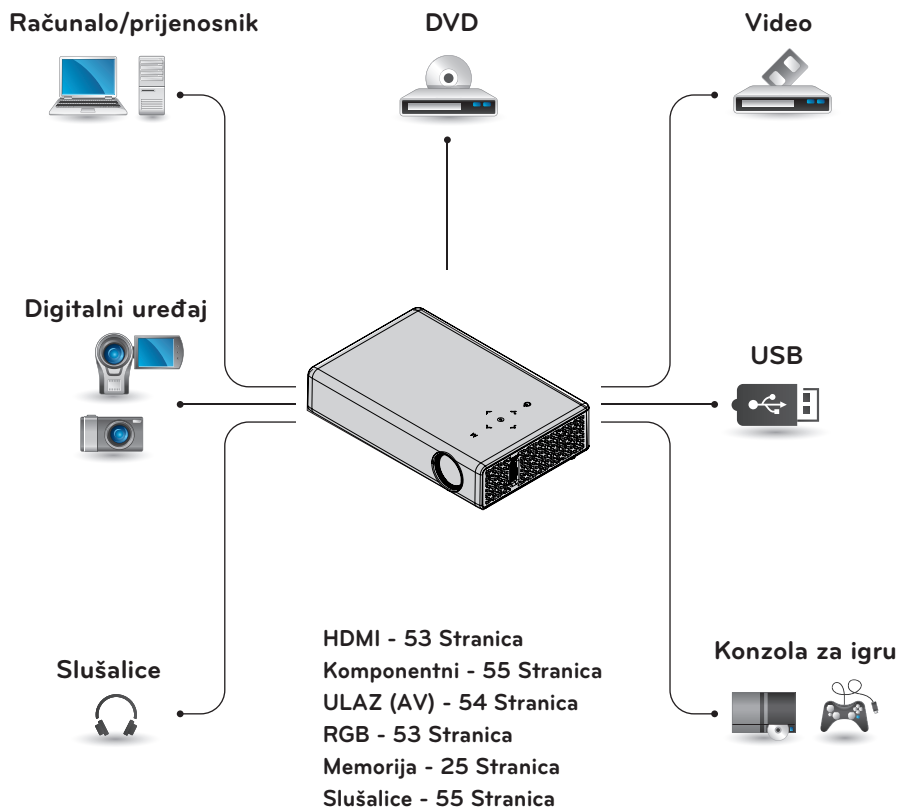 Računalo/prijenosnik
DVD
Video
Digitalni uređaj
USB
Slušalice
Konzola za igru
HDMI - 53 Stranica
Komponentni - 55 Stranica
ULAZ (AV) - 54 Stranica
RGB - 53 Stranica
Memorija - 25 Stranica
Slušalice - 55 Stranica